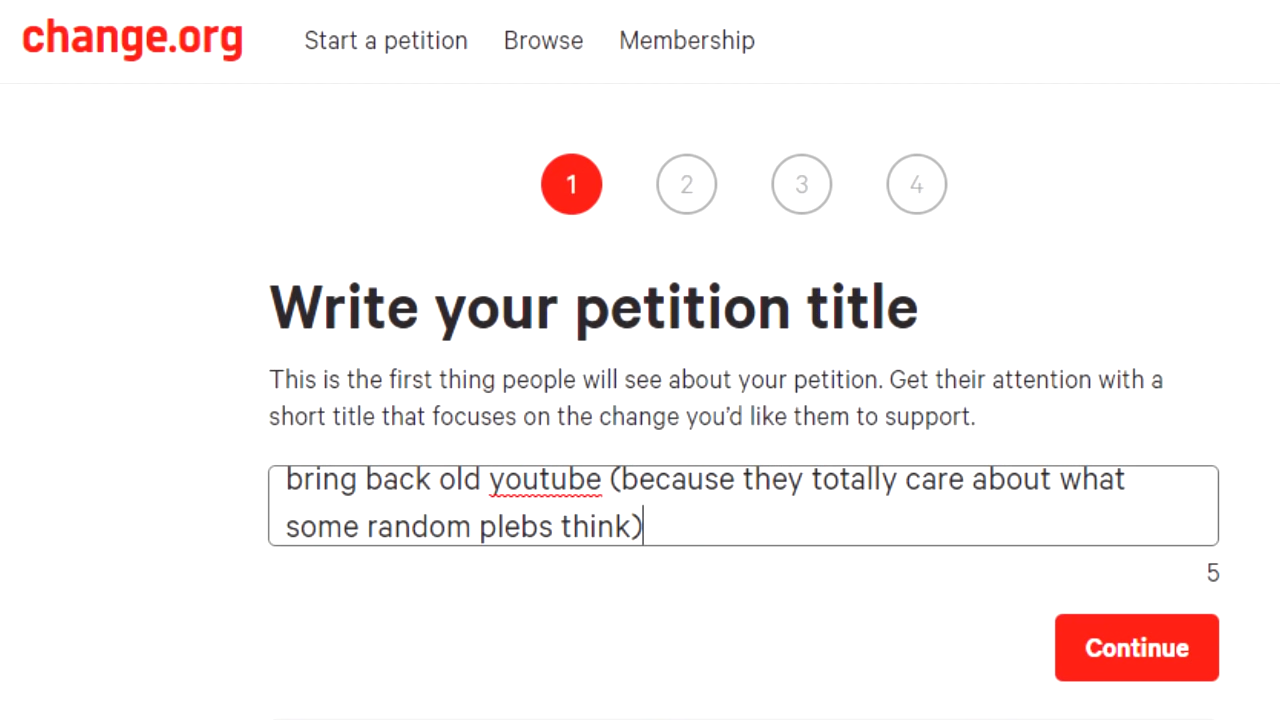 change.org Start a petition Browse Membership
1 2 3 4
Write your petition title
This is the first thing people will see about your petition. Get their attention with a
short title that focuses on the change you'd like them to support.
bring back old youtube (because they totally care about what
some random plebs think)
5
Continue